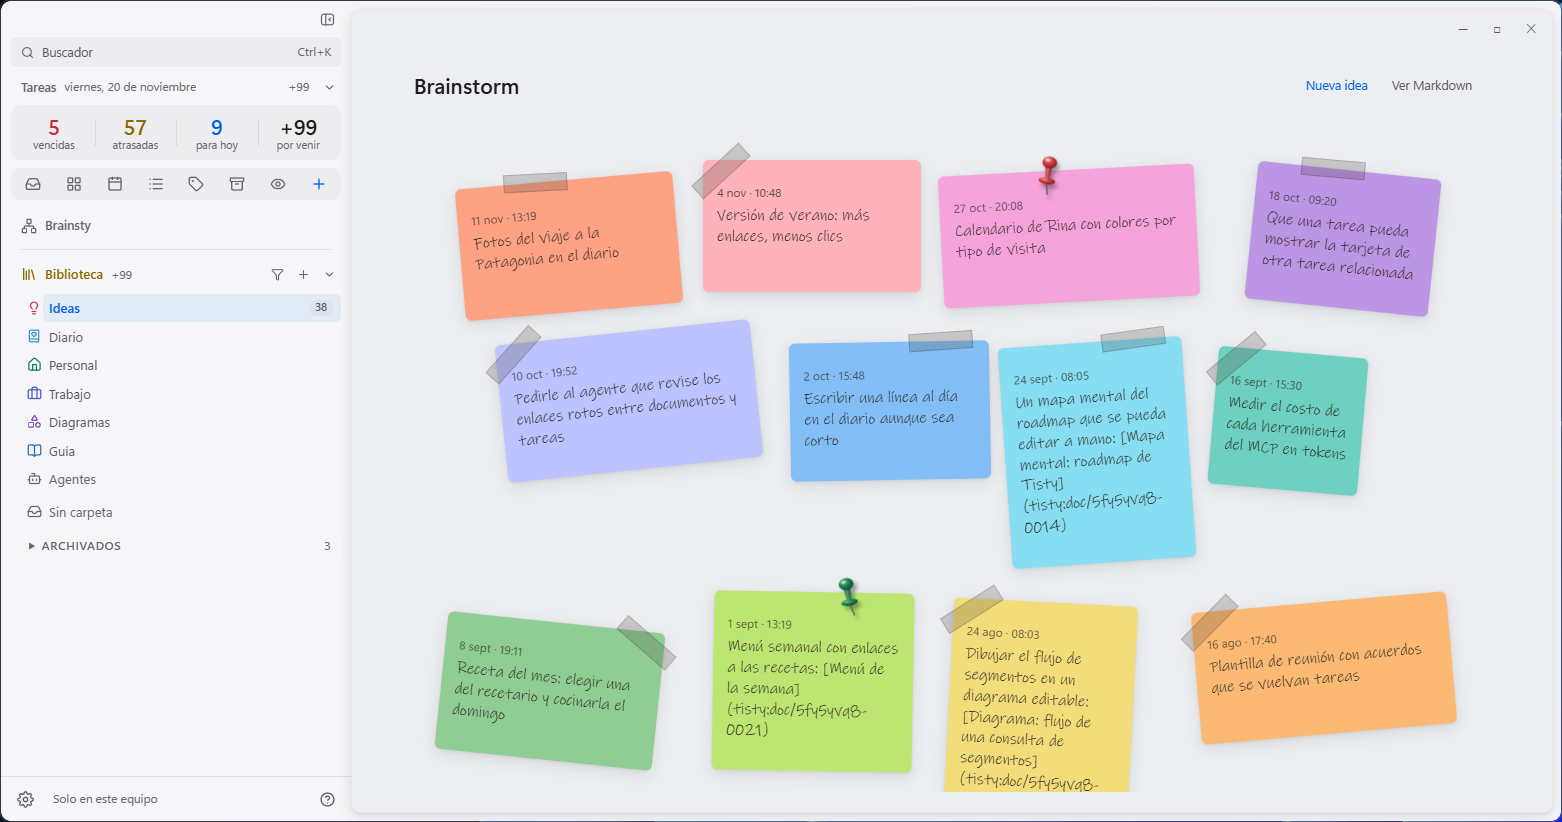 Buscador Ctrl+K
Tareas viernes, 20 de noviembre +99
5 57 9 +99
vencidas atrasadas para hoy por venir
Brainsty
Biblioteca +99
Ideas 38
Diario
Personal
Trabajo
Diagramas
Guía
Agentes
Sin carpeta
ARCHIVADOS 3
Solo en este equipo
Brainstorm
Nueva idea Ver Markdown
11 nov · 13:19
Fotos del viaje a la
Patagonia en el diario
4 nov · 10:48
Versión de verano: más
enlaces, menos clics
27 oct · 20:08
Calendario de Rina con colores por
tipo de visita
18 oct · 09:20
Que una tarea pueda
mostrar la tarjeta de
otra tarea relacionada
10 oct · 19:52
Pedirle al agente que revise los
enlaces rotos entre documentos y
tareas
2 oct · 15:48
Escribir una línea al día
en el diario aunque sea
corto
24 sept · 08:05
Un mapa mental del
roadmap que se pueda
editar a mano: [Mapa
mental: roadmap de
Tisty]
(tisty:doc/5fy5yvq8-
0014)
16 sept · 15:30
Medir el costo de
cada herramienta
del MCP en tokens
8 sept · 19:11
Receta del mes: elegir una
del recetario y cocinarla el
domingo
1 sept · 13:19
Menú semanal con enlaces
a las recetas: [Menú de
la semana]
(tisty:doc/5fy5yvq8-
0021)
24 ago · 08:03
Dibujar el flujo de
segmentos en un
diagrama editable:
[Diagrama: flujo de
una consulta de
segmentos]
(tisty:doc/5fy5yvq8-
16 ago · 17:40
Plantilla de reunión con acuerdos
que se vuelvan tareas